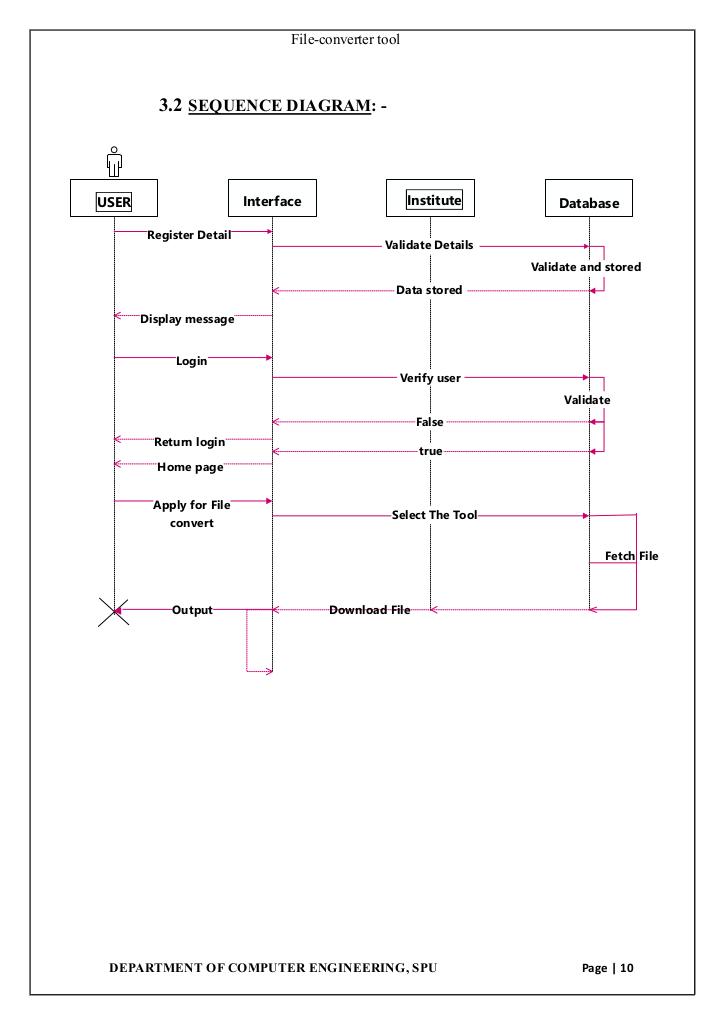 File-converter tool
3.2 SEQUENCE DIAGRAM: -
USER
Interface
Institute
Database
Register Detail
Validate Details
Validate and stored
Data stored
Display message
Login
Verify user
Validate
False
Return login
true
Home page
Apply for File
convert
Select The Tool
Fetch File
Output
Download File
DEPARTMENT OF COMPUTER ENGINEERING, SPU
Page | 10